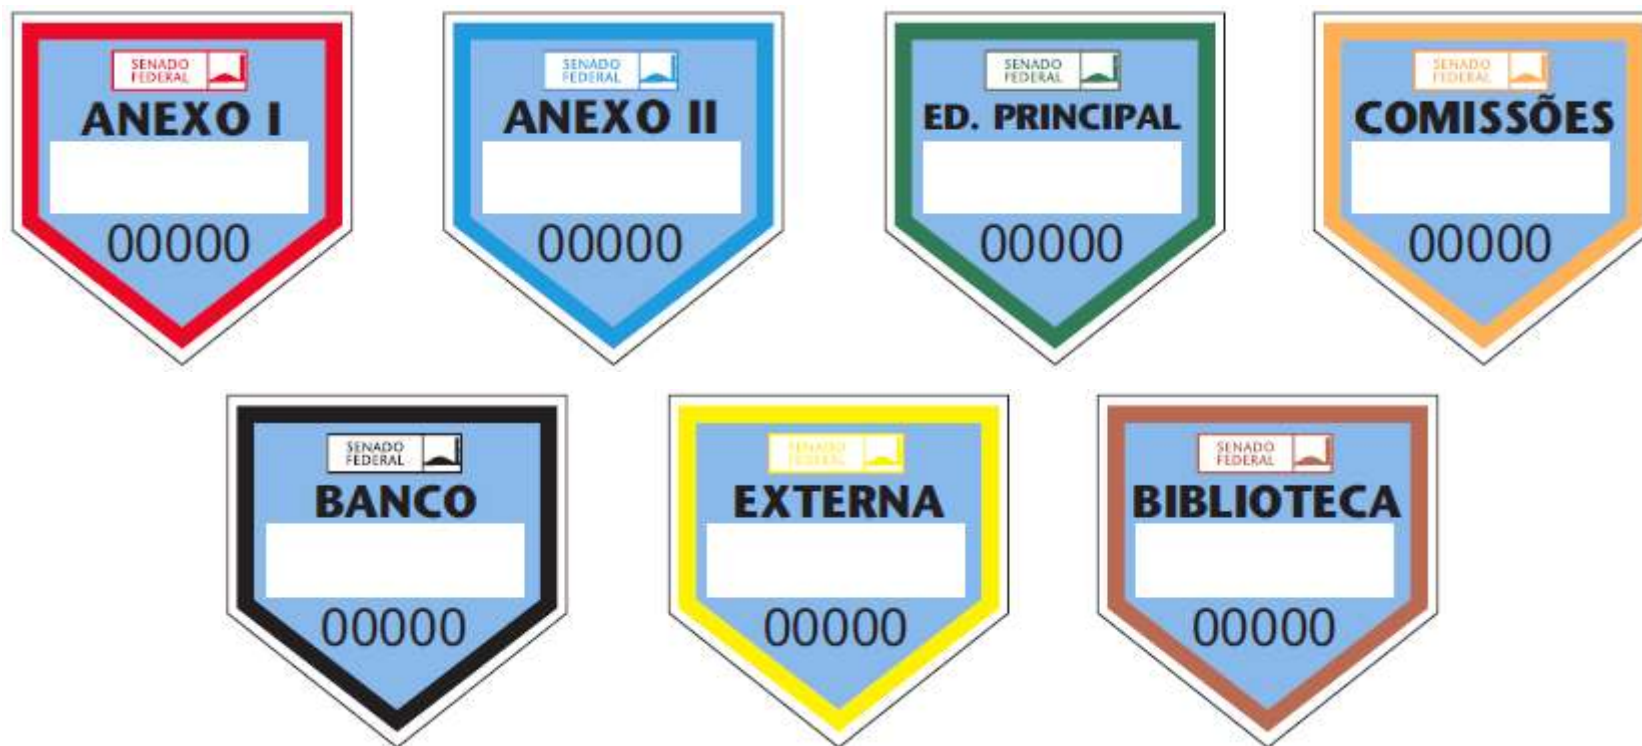 SENADO
FEDERAL
ANEXO I
00000
SENADO
FEDERAL
ANEXO II
00000
SENADO
FEDERAL
ED. PRINCIPAL
00000
SENADO
FEDERAL
COMISSÕES
00000
SENADO
FEDERAL
BANCO
00000
SENADO
FEDERAL
EXTERNA
00000
SENADO
FEDERAL
BIBLIOTECA
00000